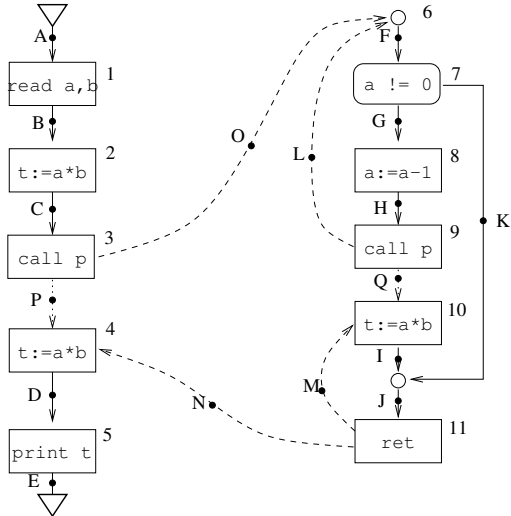 A
1
read a,b
B
2
t:=a*b
C
3
call p
P
4
t:=a*b
D
5
print t
E
O
L
N
M
6
F
7
a != 0
G
8
a:=a-1
H
K
9
call p
Q
10
t:=a*b
I
J
11
ret